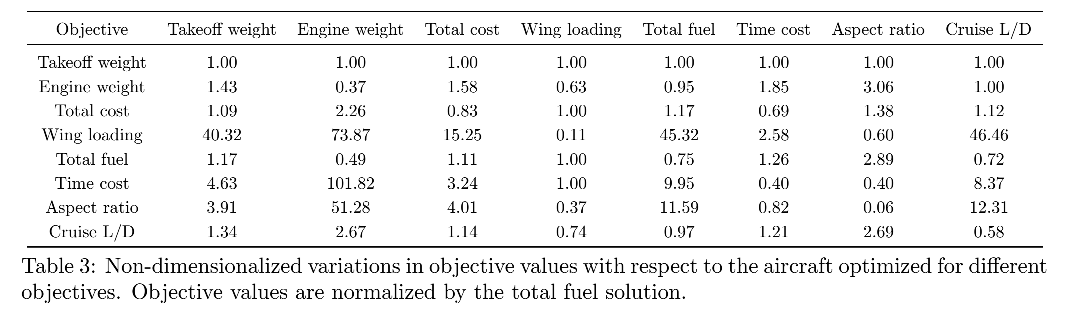 Objective Takeoff weight Engine weight Total cost Wing loading Total fuel Time cost Aspect ratio Cruise L/D
Takeoff weight 1.00 1.00 1.00 1.00 1.00 1.00 1.00 1.00
Engine weight 1.43 0.37 1.58 0.63 0.95 1.85 3.06 1.00
Total cost 1.09 2.26 0.83 1.00 1.17 0.69 1.38 1.12
Wing loading 40.32 73.87 15.25 0.11 45.32 2.58 0.60 46.46
Total fuel 1.17 0.49 1.11 1.00 0.75 1.26 2.89 0.72
Time cost 4.63 101.82 3.24 1.00 9.95 0.40 0.40 8.37
Aspect ratio 3.91 51.28 4.01 0.37 11.59 0.82 0.06 12.31
Cruise L/D 1.34 2.67 1.14 0.74 0.97 1.21 2.69 0.58
Table 3: Non-dimensionalized variations in objective values with respect to the aircraft optimized for different
objectives. Objective values are normalized by the total fuel solution.